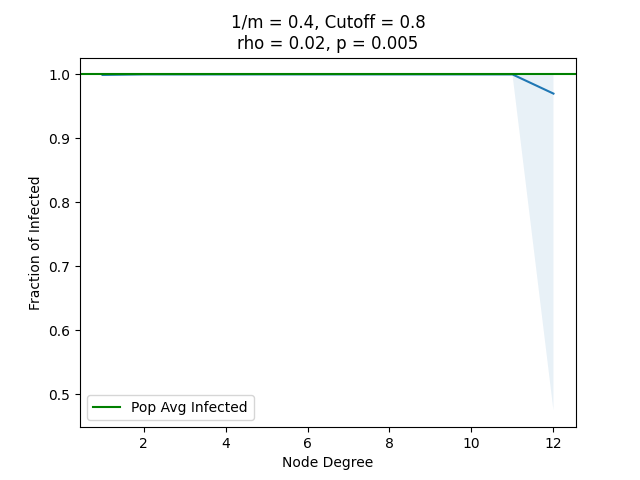 1/m = 0.4, Cutoff = 0.8
rho = 0.02, p = 0.005
Fraction of Infected
1.0
0.9
0.8
0.7
0.6
0.5
Pop Avg Infected
2 4 6 8 10 12
Node Degree